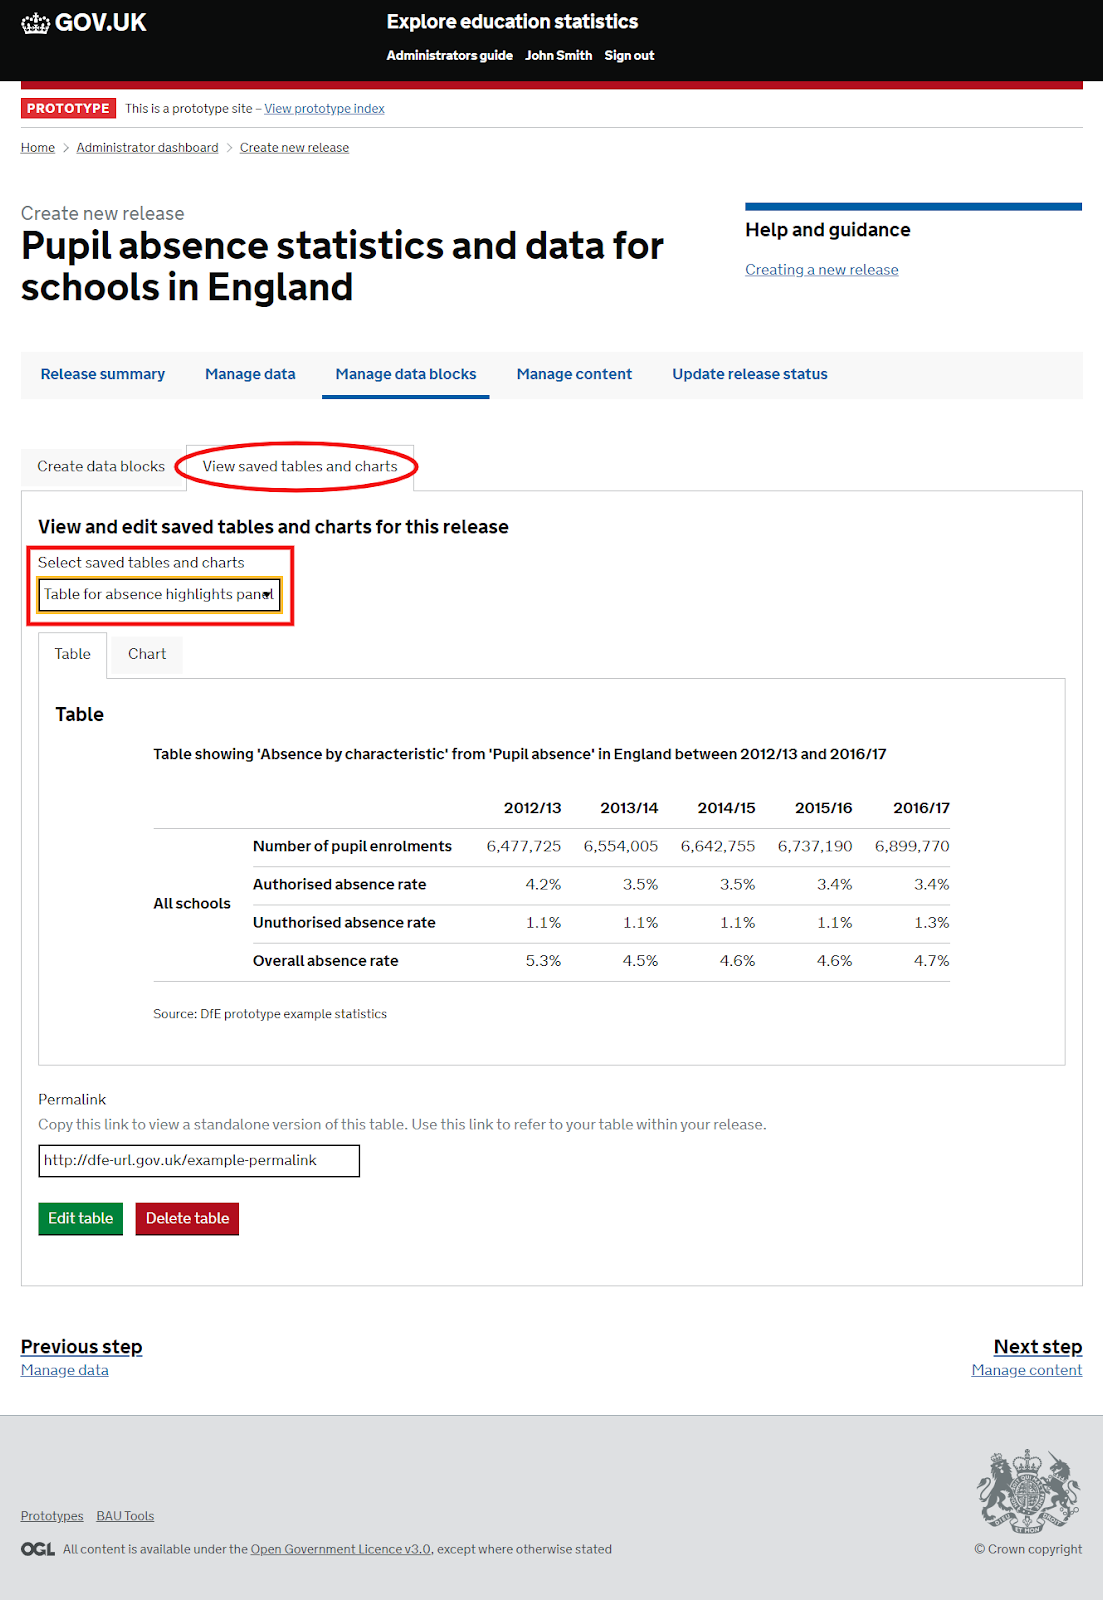 GOV.UK
Explore education statistics
Administrators guide John Smith Sign out
PROTOTYPE This is a prototype site – View prototype index
Home > Administrator dashboard > Create new release
Create new release
Pupil absence statistics and data for
schools in England
Help and guidance
Creating a new release
Release summary Manage data Manage data blocks Manage content Update release status
Create data blocks View saved tables and charts
View and edit saved tables and charts for this release
Select saved tables and charts
Table for absence highlights panel
Table Chart
Table
Table showing 'Absence by characteristic' from 'Pupil absence' in England between 2012/13 and 2016/17
2012/13 2013/14 2014/15 2015/16 2016/17
All schools
Number of pupil enrolments 6,477,725 6,554,005 6,642,755 6,737,190 6,899,770
Authorised absence rate 4.2% 3.5% 3.5% 3.4% 3.4%
Unuthorised absence rate 1.1% 1.1% 1.1% 1.1% 1.3%
Overall absence rate 5.3% 4.5% 4.6% 4.6% 4.7%
Source: DfE prototype example statistics
Permalink
Copy this link to view a standalone version of this table. Use this link to refer to your table within your release.
http://dfe-url.gov.uk/example-permalink
Edit table Delete table
Previous step
Manage data
Next step
Manage content
Prototypes BAU Tools
OGL All content is available under the Open Government Licence v3.0, except where otherwise stated
© Crown copyright